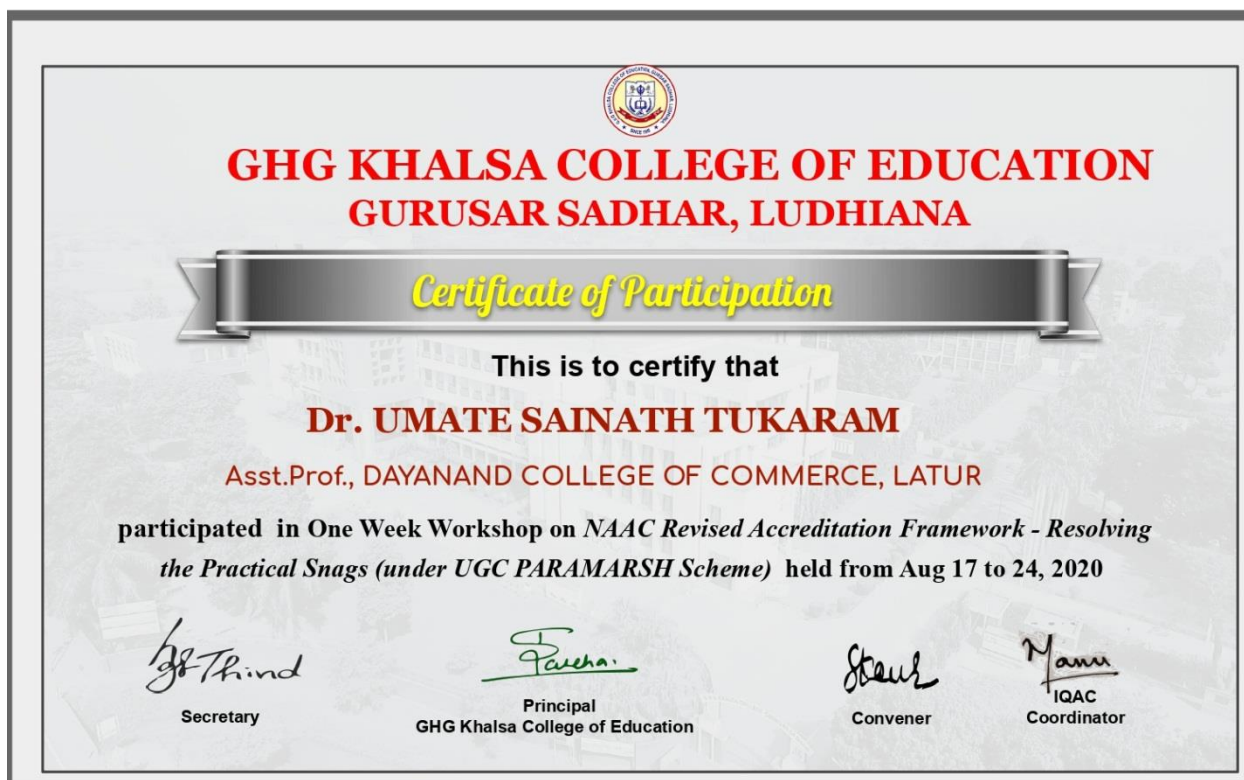 GHG KHALSA COLLEGE OF EDUCATION
GURUSAR SADHAR, LUDHIANA
Certificate of Participation
This is to certify that
Dr. UMATE SAINATH TUKARAM
Asst.Prof., DAYANAND COLLEGE OF COMMERCE, LATUR
participated in One Week Workshop on NAAC Revised Accreditation Framework - Resolving
the Practical Snags (under UGC PARAMARSH Scheme) held from Aug 17 to 24, 2020
Thind
Manu
Secretary
Principal
GHG Khalsa College of Education
Convener
IQAC
Coordinator